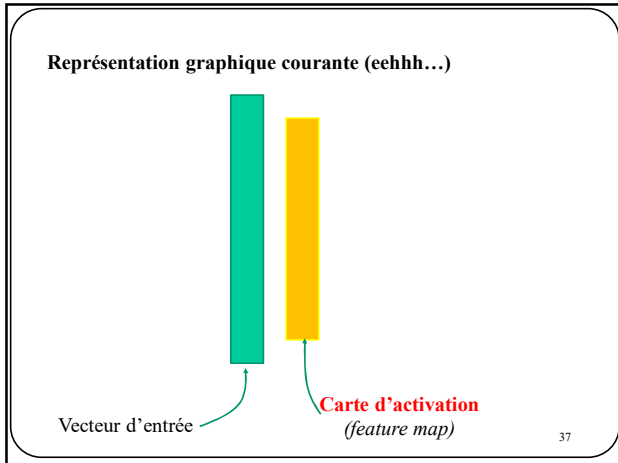 Représentation graphique courante (eehhh…)
Vecteur d’entrée
Carte d’activation
(feature map)
37